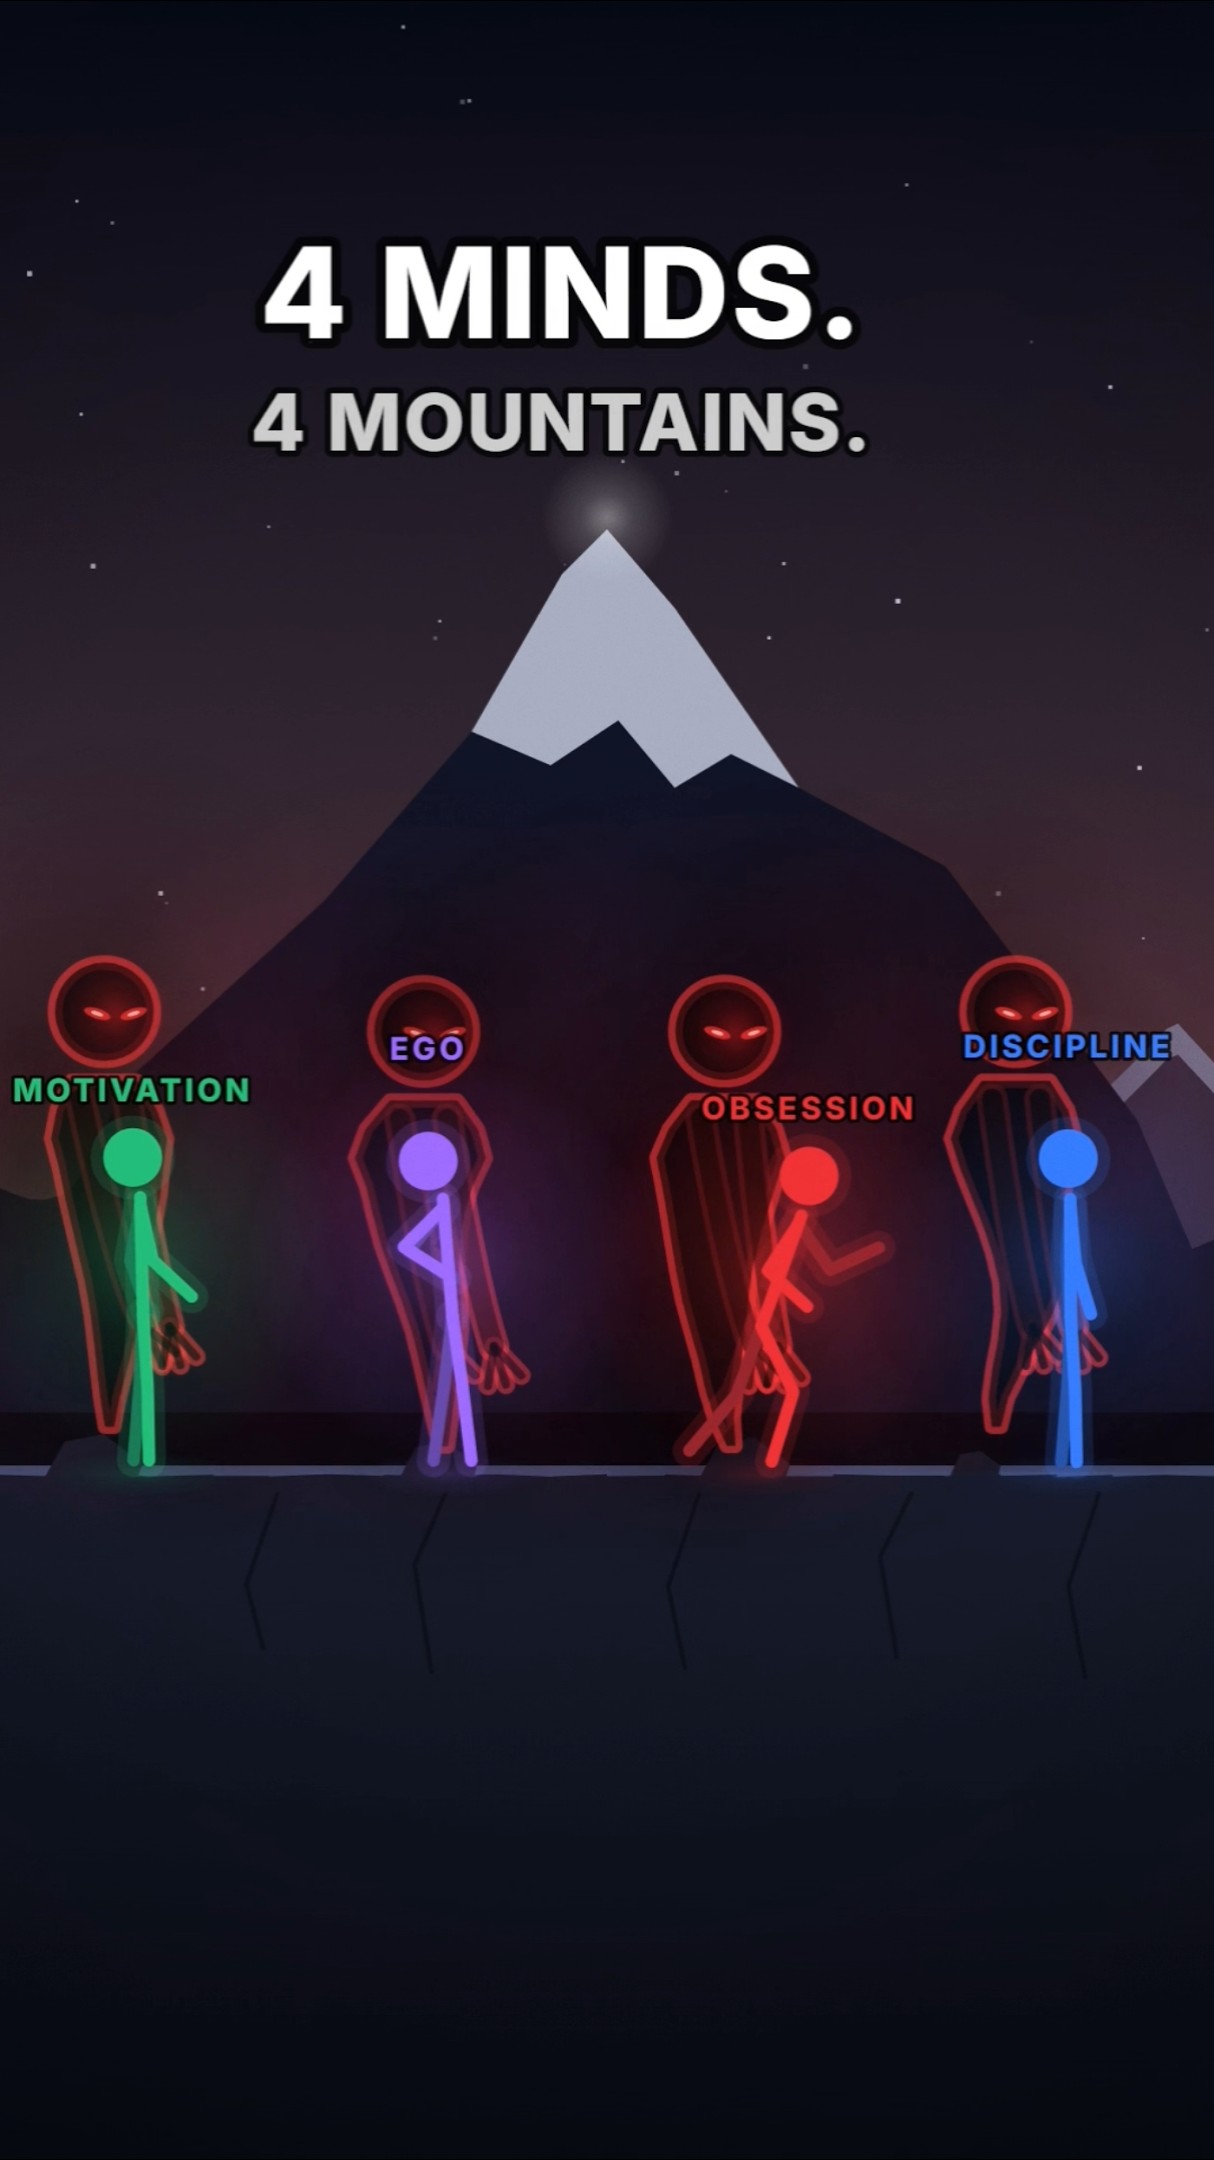 4 MINDS.
4 MOUNTAINS.
EGO
DISCIPLINE
MOTIVATION
OBSESSION